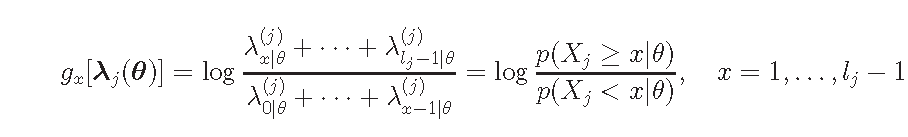 $g_x[\boldsymbol{\lambda}_j(\boldsymbol{\theta})] = \log \frac{\lambda^{(j)}_{x|\theta} + \cdots + \lambda^{(j)}_{l_j-1|\theta}}{\lambda^{(j)}_{0|\theta} + \cdots + \lambda^{(j)}_{x-1|\theta}} = \log \frac{p(X_j \geq x|\theta)}{p(X_j < x|\theta)}, \quad x = 1, \ldots, l_j - 1$